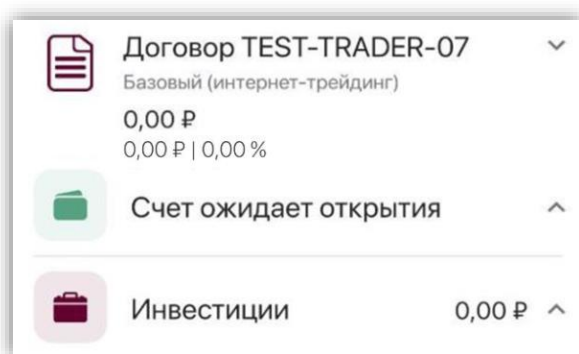 Договор TEST-TRADER-07
Базовый (интернет-трейдинг)
0,00 ₽
0,00 ₽ | 0,00 %
Счет ожидает открытия
Инвестиции 0,00 ₽